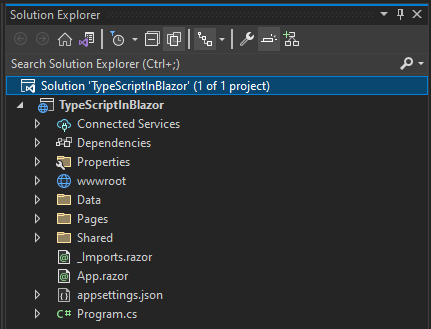 Solution Explorer
Search Solution Explorer (Ctrl+;)
Solution 'TypeScriptInBlazor' (1 of 1 project)
TypeScriptInBlazor
Connected Services
Dependencies
Properties
wwwroot
Data
Pages
Shared
_Imports.razor
App.razor
appsettings.json
C# Program.cs